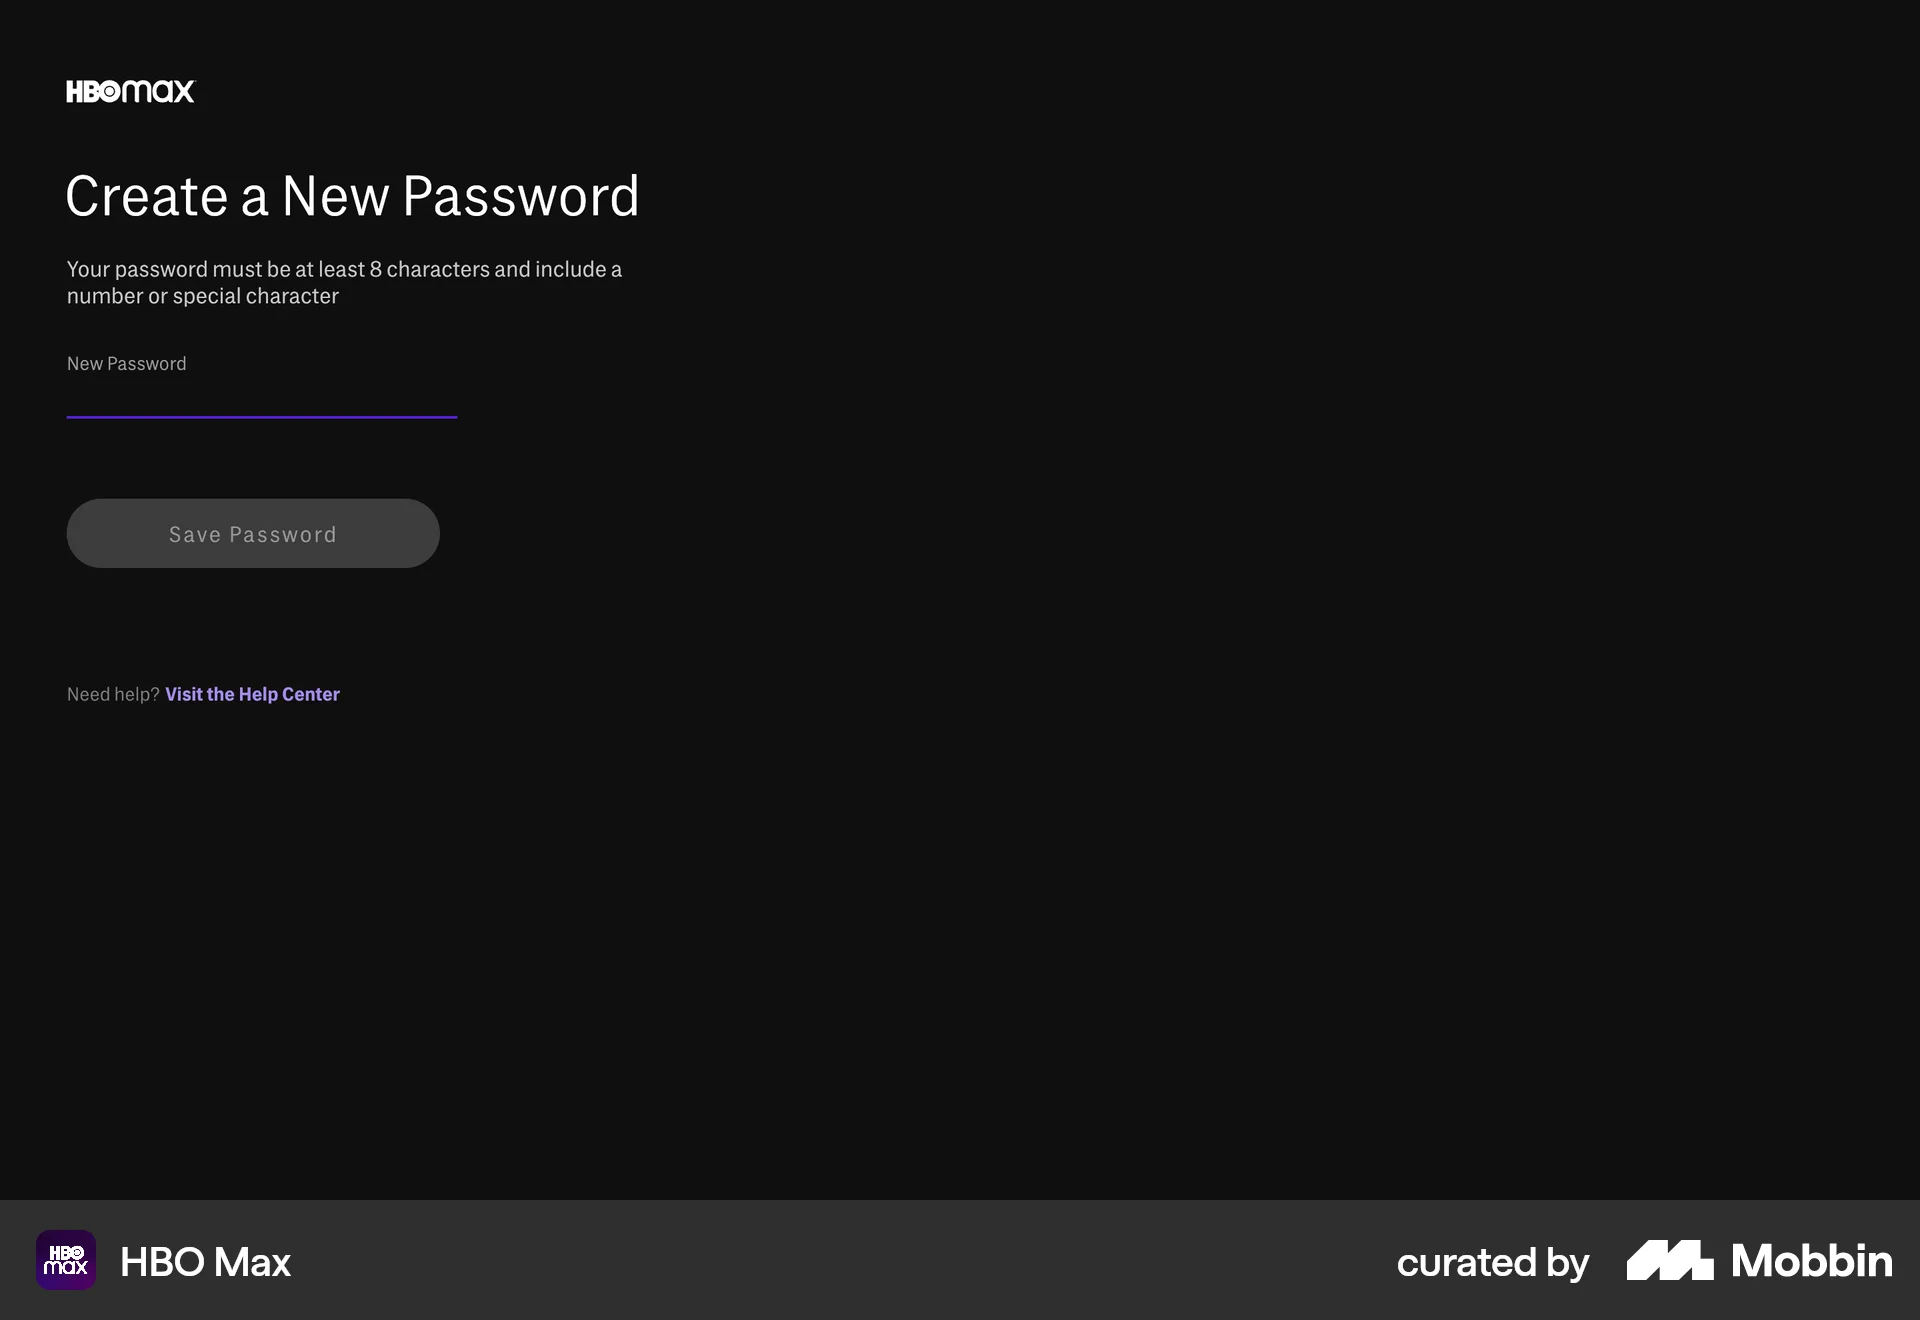 HBOmax
Create a New Password
Your password must be at least 8 characters and include a
number or special character
New Password
Save Password
Need help? Visit the Help Center
HBO
max
HBO Max
curated by
Mobbin